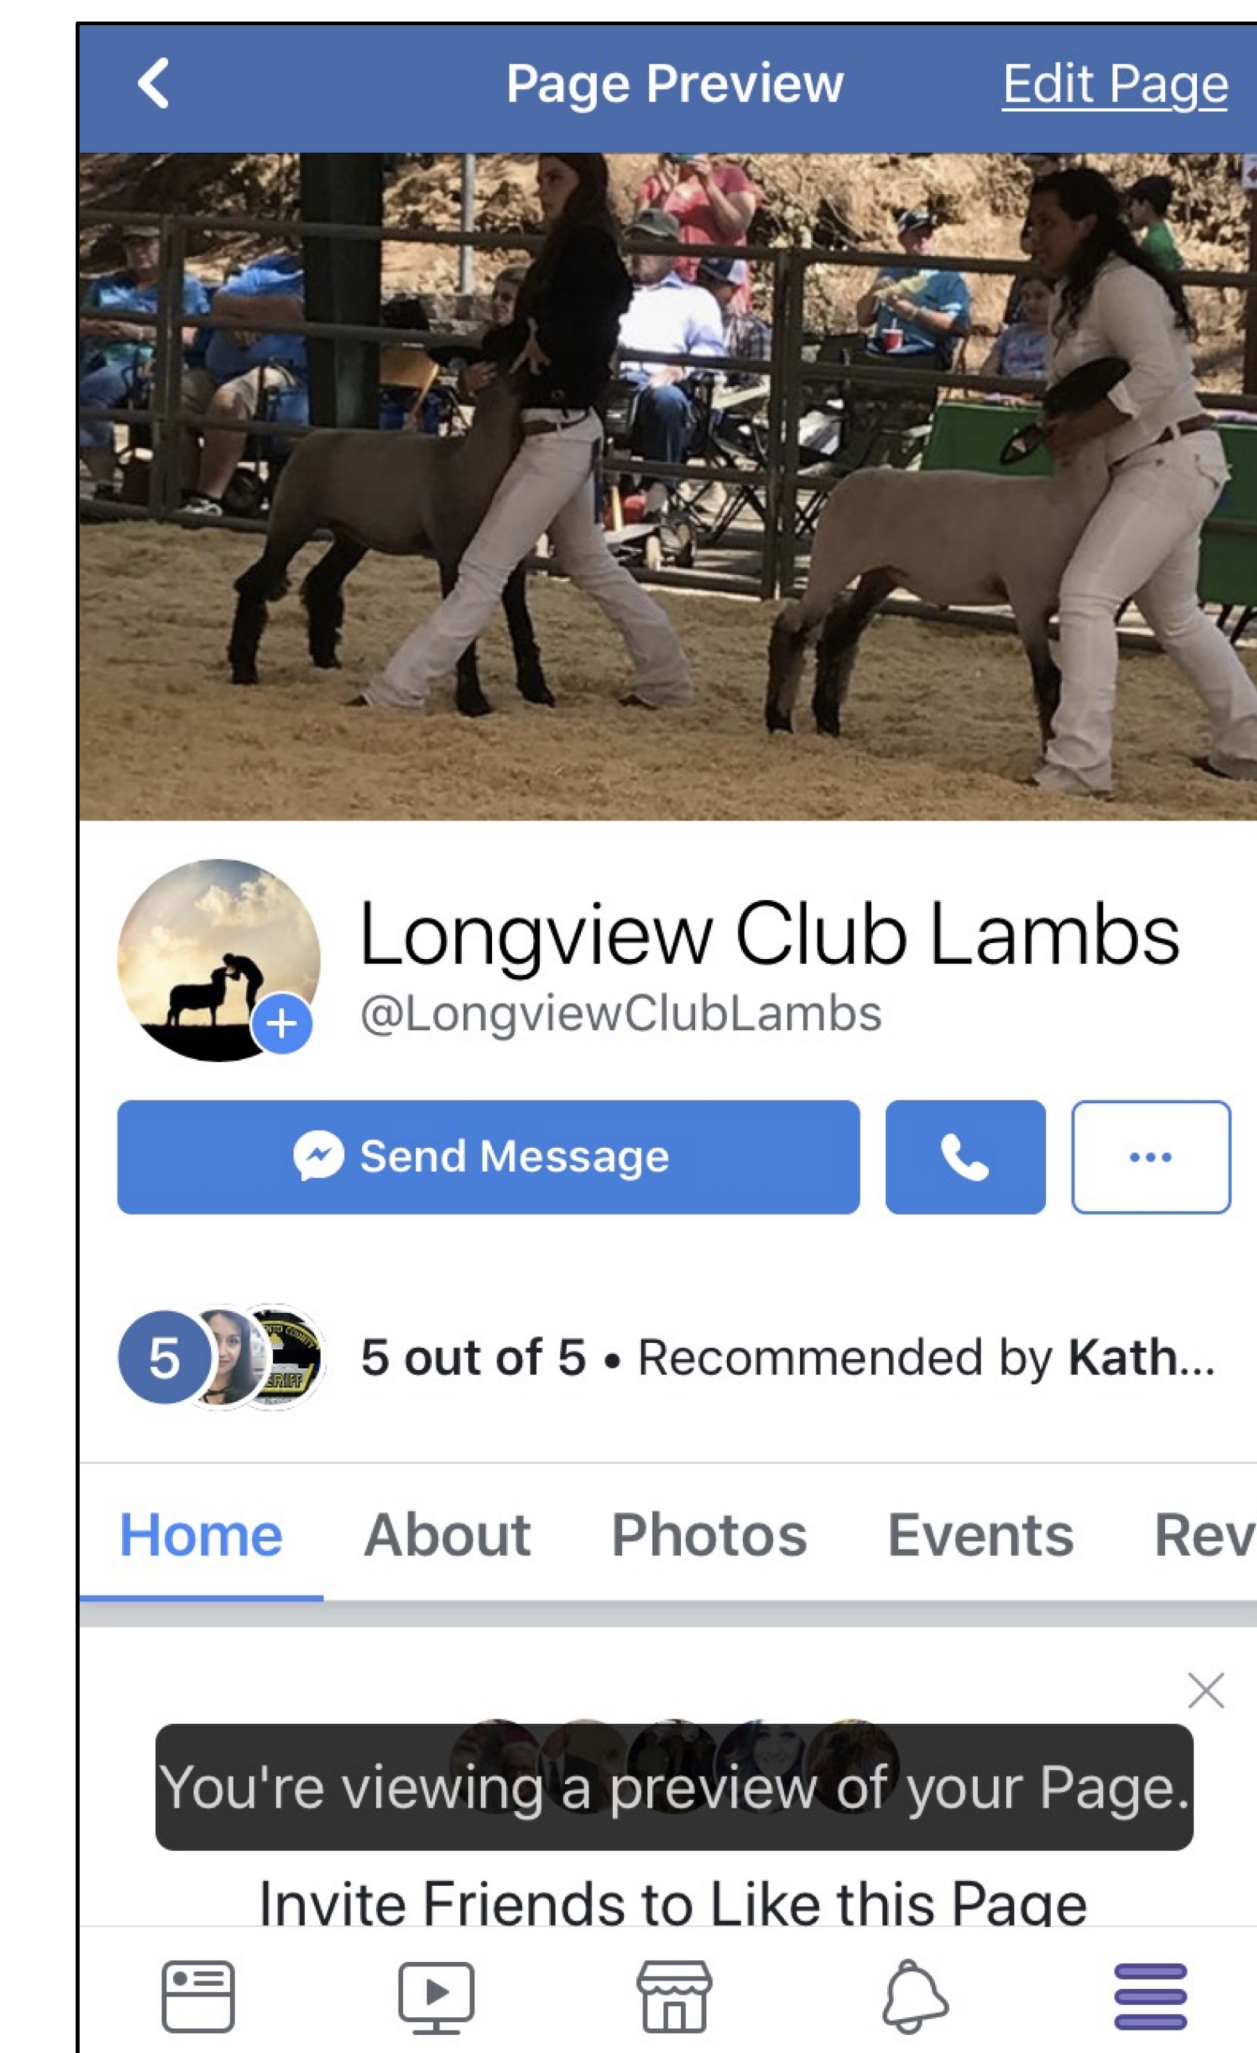 Page Preview
Edit Page
Longview Club Lambs
@LongviewClubLambs
Send Message
5
5 out of 5 • Recommended by Kath...
Home About Photos Events Rev
You're viewing a preview of your Page.
Invite Friends to Like this Page